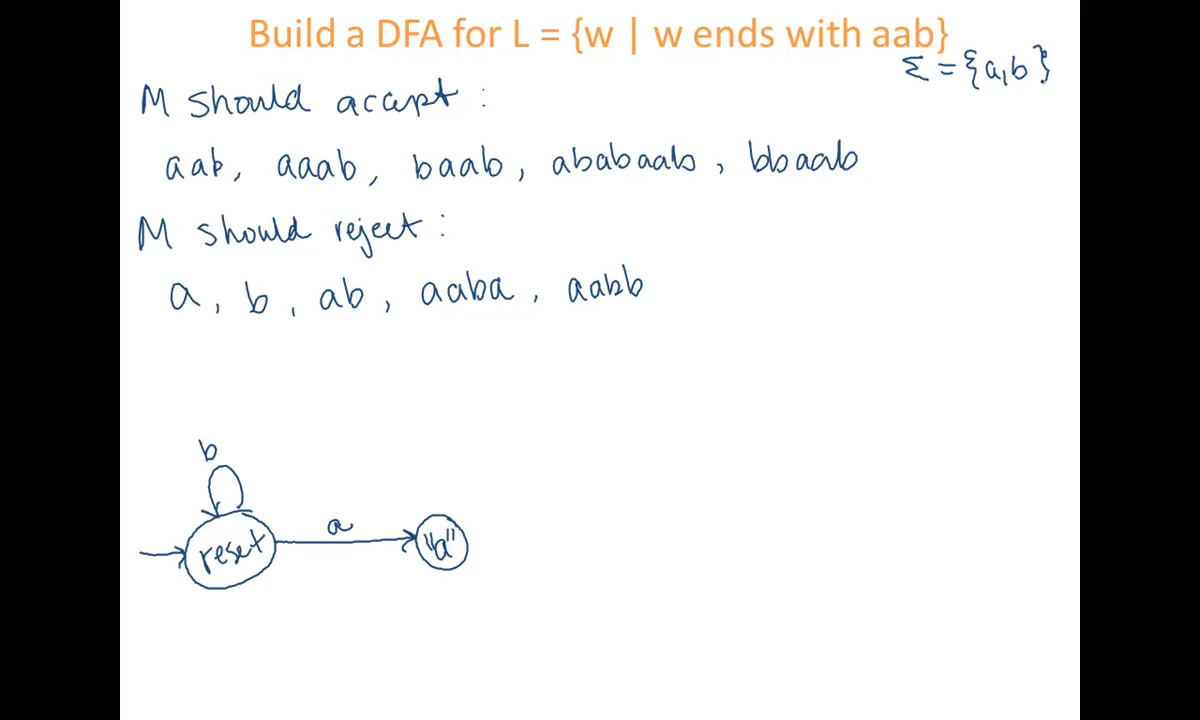 Build a DFA for L = {w | w ends with aab}
Σ = {a,b}
M should accept :
aab, aaab, baab, ababaab, bbaab
M should reject :
a, b, ab, aaba, aabb
b
a
reset
"a"